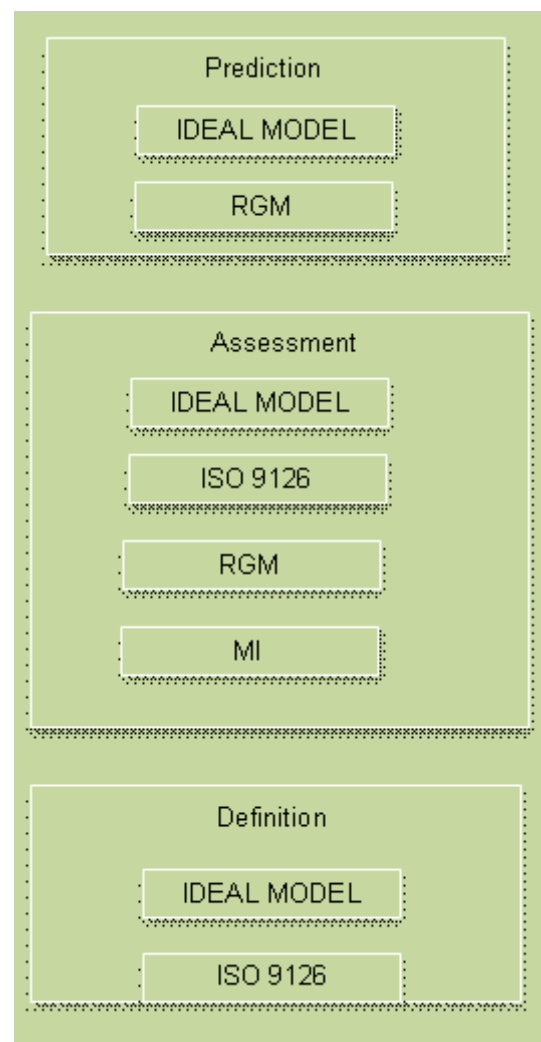 Prediction
IDEAL MODEL
RGM
Assessment
IDEAL MODEL
ISO 9126
RGM
MI
Definition
IDEAL MODEL
ISO 9126